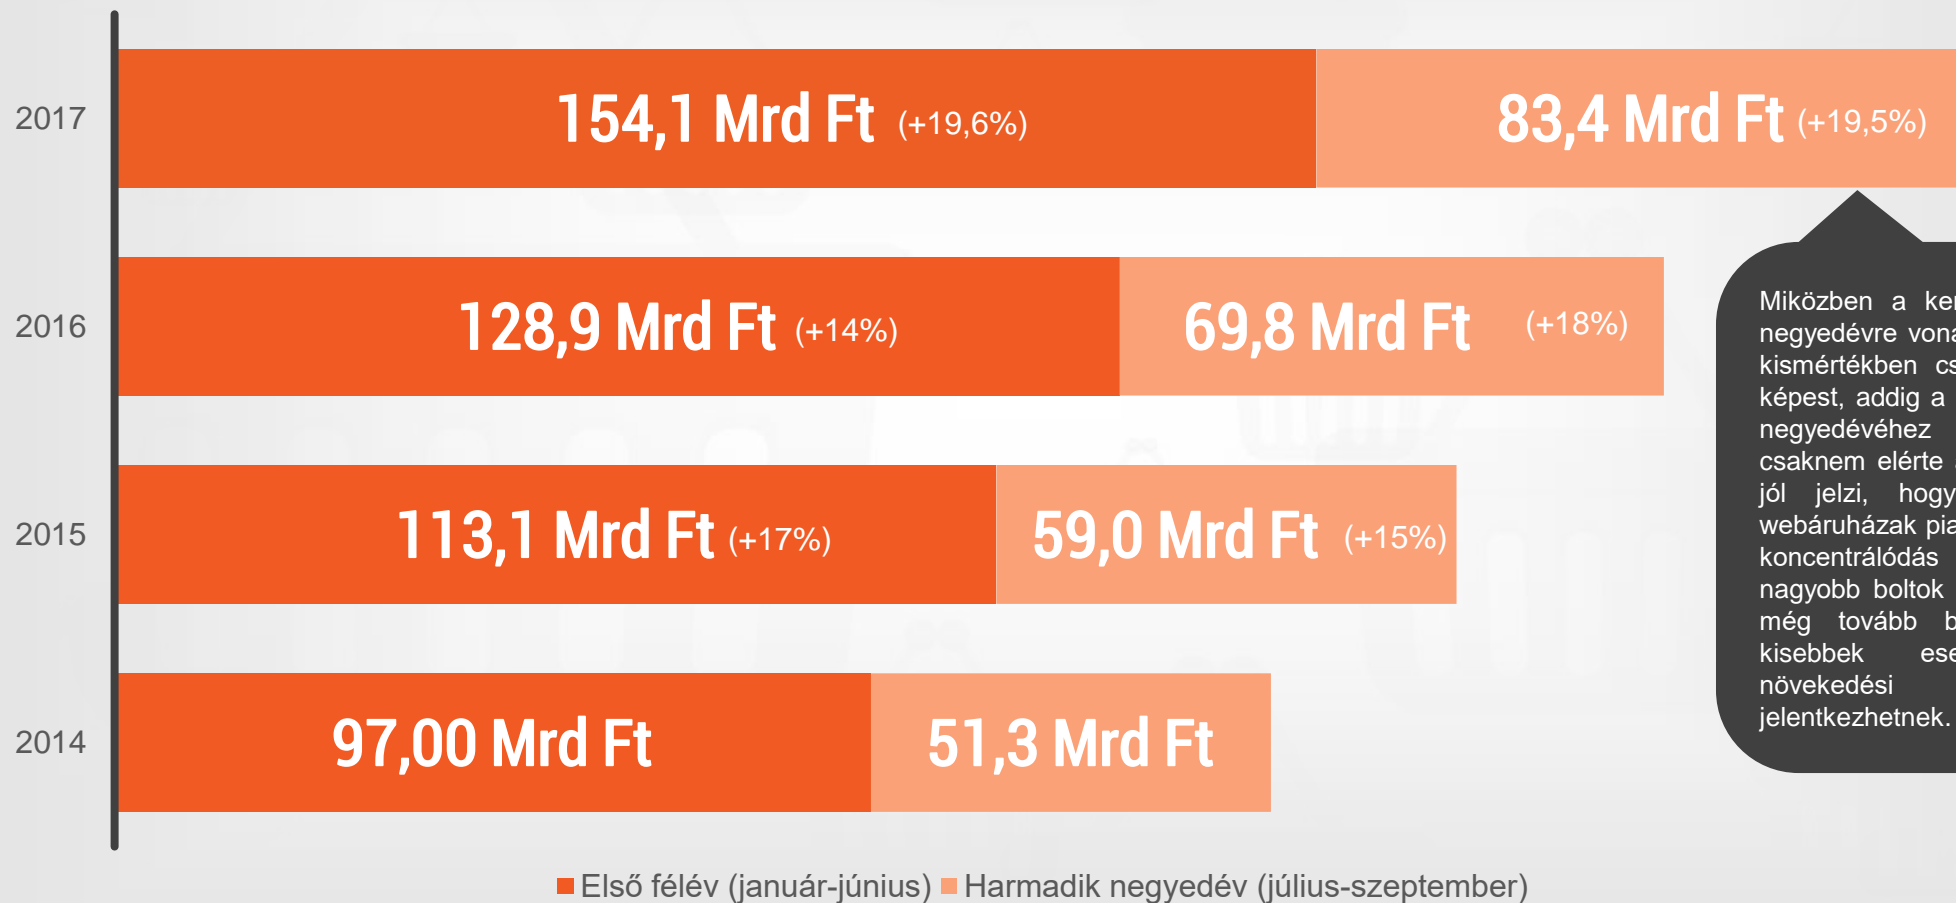 2017
154,1 Mrd Ft (+19,6%)
83,4 Mrd Ft (+19,5%)
2016
128,9 Mrd Ft (+14%)
69,8 Mrd Ft (+18%)
2015
113,1 Mrd Ft (+17%)
59,0 Mrd Ft (+15%)
2014
97,00 Mrd Ft
51,3 Mrd Ft
Miközben a
negyedévre
kismértékben
képest, addig a
negyedévéhez
csaknem elérte
jól jelzi, hogy
webáruházak
koncentrálódás
nagyobb boltok
még tovább
kisebbek
növekedési
jelentkezhetnek.
Első félév (január-június)
Harmadik negyedév (július-szeptember)